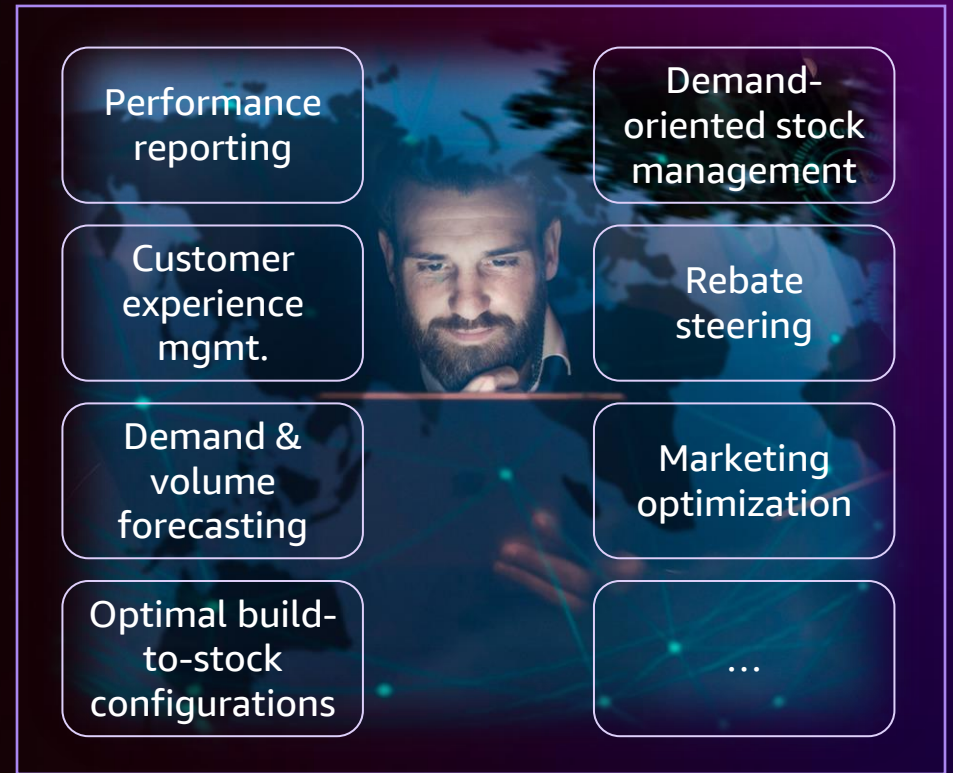 Performance
reporting
Customer
experience
mgmt.
Demand &
volume
forecasting
Optimal build-
to-stock
configurations
Demand-
oriented stock
management
Rebate
steering
Marketing
optimization
...